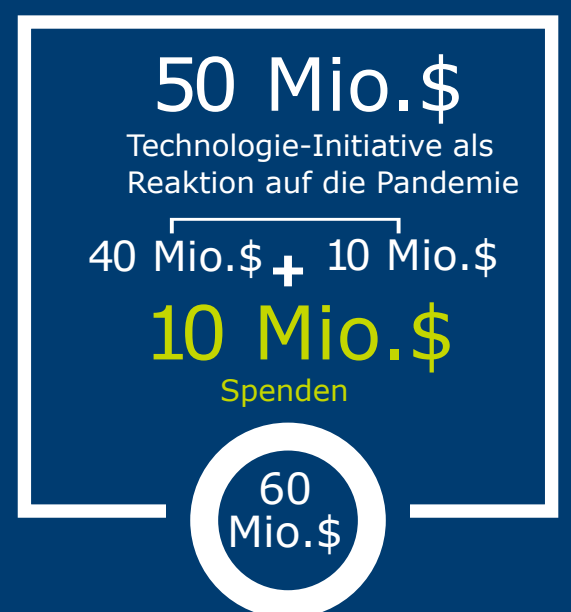 50 Mio.$
Technologie-Initiative als
Reaktion auf die Pandemie
40 Mio.$ + 10 Mio.$
10 Mio.$
Spenden
60
Mio.$